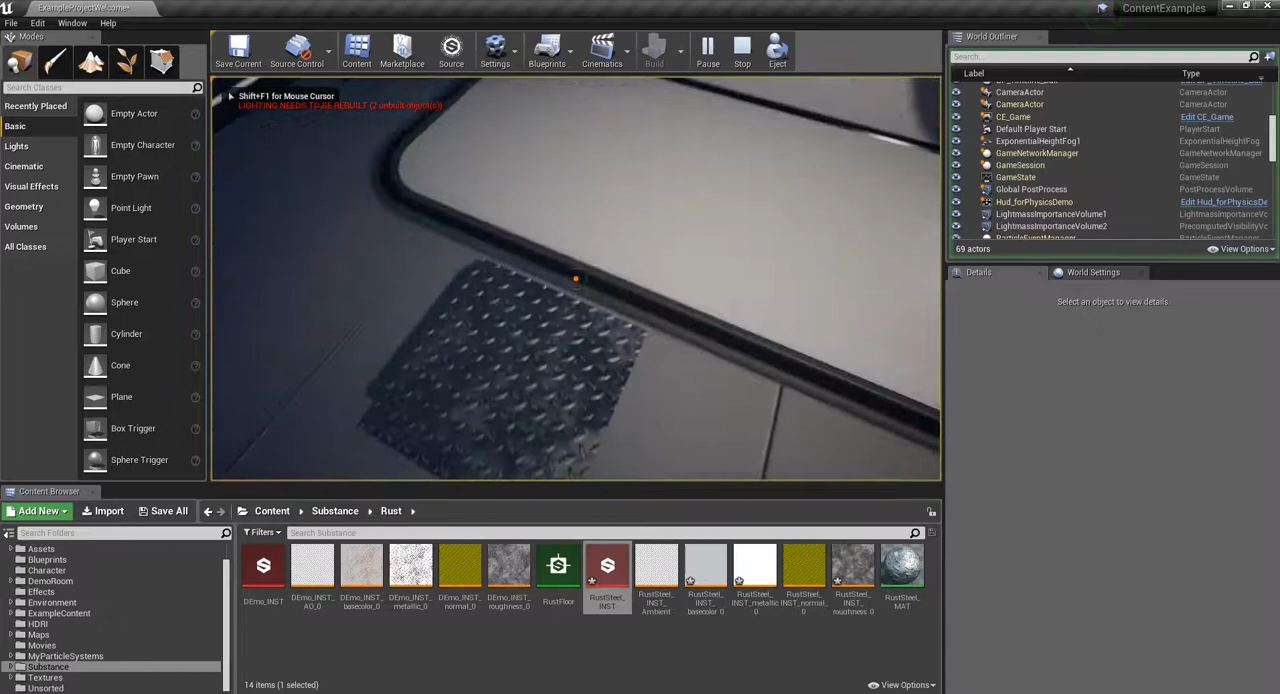 ExampleProjectWelcome*
ContentExamples
File Edit Window Help
Modes
Search Classes
Recently Placed
Basic
Lights
Cinematic
Visual Effects
Geometry
Volumes
All Classes
Empty Actor
Empty Character
Empty Pawn
Point Light
Player Start
Cube
Sphere
Cylinder
Cone
Plane
Box Trigger
Sphere Trigger
Save Current
Source Control
Content
Marketplace
Substance
Settings
Blueprints
Cinematics
Build
Pause
Stop
Eject
Shift+F1 for Mouse Cursor
LIGHTING NEEDS TO BE REBUILT (2 unbuilt object(s))
World Outliner
Search...
Label Type
CameraActor CameraActor
CameraActor CameraActor
CE_Game Edit CE_Game
Default Player Start PlayerStart
ExponentialHeightFog1 ExponentialHeightFog
GameNetworkManager GameNetworkManager
GameSession GameSession
GameState GameState
Global PostProcess PostProcessVolume
Hud_forPhysicsDemo Edit Hud_forPhysicsDe
LightmassImportanceVolume1 LightmassImportanceVo
LightmassImportanceVolume2 PrecomputedVisibilityVo
69 actors
View Options
Details
World Settings
Select an object to view details.
Content Browser
Add New
Import
Save All
Content
Substance
Rust
Search Folders
Assets
Blueprints
Character
DemoRoom
Effects
Environment
ExampleContent
HDRI
Maps
Movies
MyParticleSystems
Substance
Textures
Unsorted
Filters
Search Substance
DEmo_INST
DEmo_INST_
AO_0
DEmo_INST_
basecolor_0
DEmo_INST_
metallic_0
DEmo_INST_
normal_0
DEmo_INST_
roughness_0
RustFloor
RustSteel_
INST
RustSteel_
INST_
Ambient
RustSteel_
INST_
basecolor_0
RustSteel_
INST_metallic
0
RustSteel_
INST_normal_
0
RustSteel_
INST_
roughness_0
RustSteel_
MAT
14 items (1 selected)
View Options